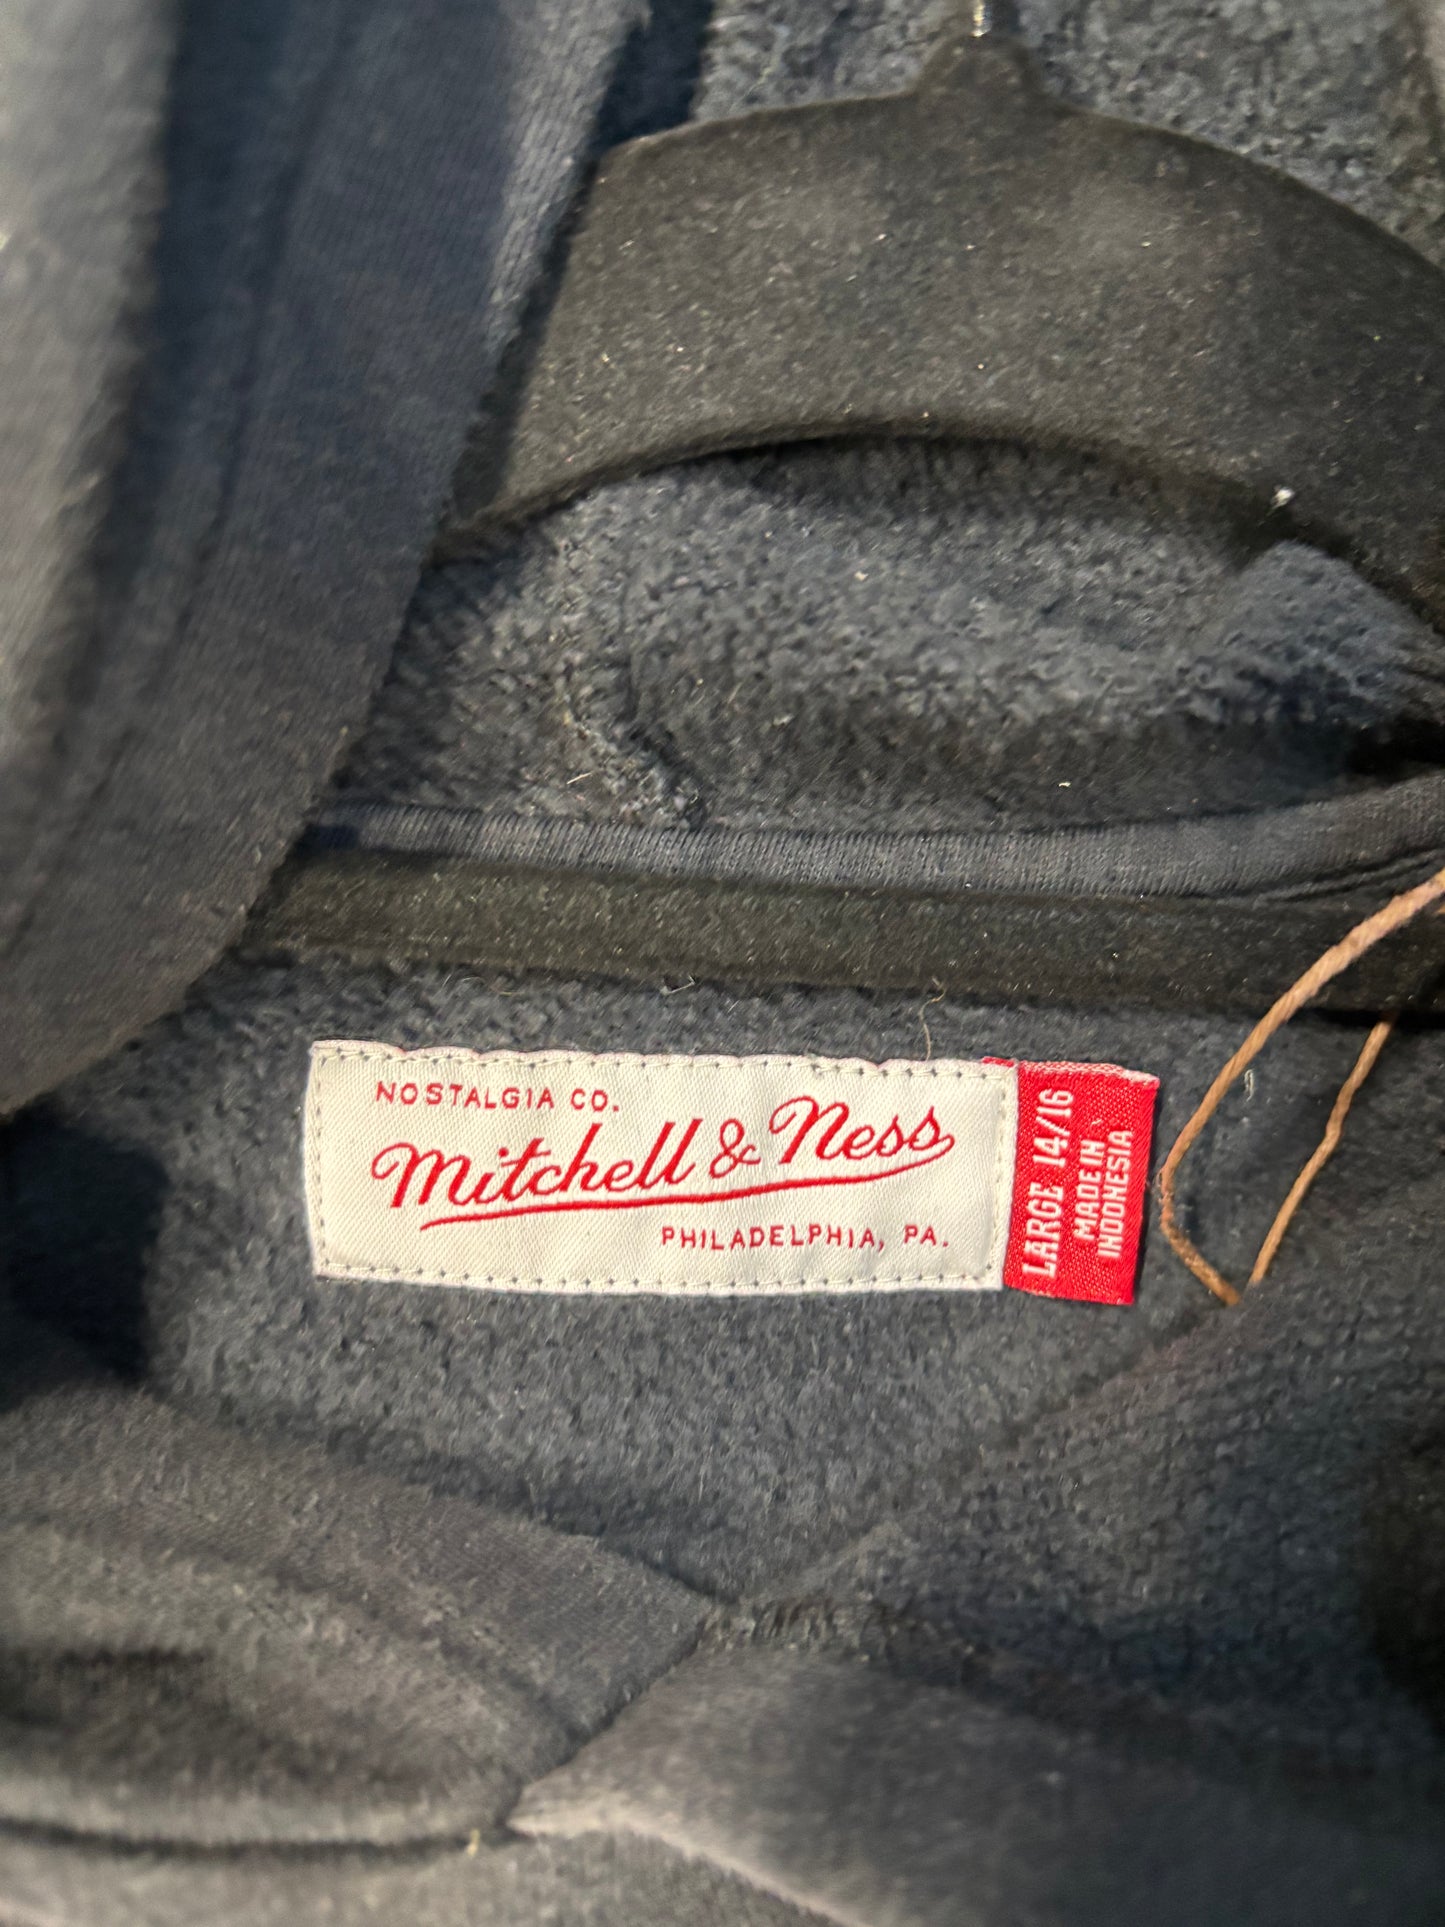 NOSTALGIA CO.
Mitchell & Ness
PHILADELPHIA, PA.
LARGE 14/16
MADE IN
INDONESIA